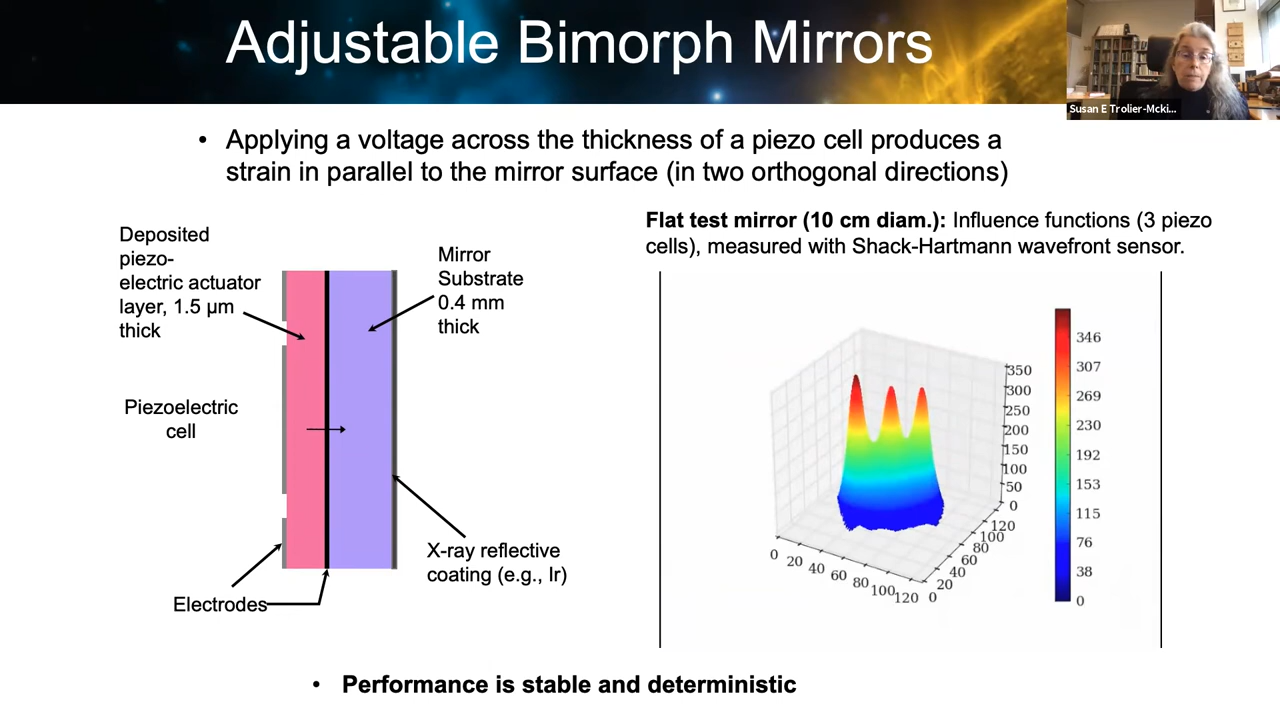 Adjustable Bimorph Mirrors
Susan E Trolier-Mcki...
• Applying a voltage across the thickness of a piezo cell produces a
strain in parallel to the mirror surface (in two orthogonal directions)
Flat test mirror (10 cm diam.): Influence functions (3 piezo
cells), measured with Shack-Hartmann wavefront sensor.
Deposited
piezo-
electric actuator
layer, 1.5 µm
thick
Mirror
Substrate
0.4 mm
thick
Piezoelectric
cell
X-ray reflective
coating (e.g., Ir)
Electrodes
350
300
250
200
150
100
50
0
0
20
40
60
80
100
120
0
20
40
60
80
100
120
346
307
269
230
192
153
115
76
38
0
• Performance is stable and deterministic